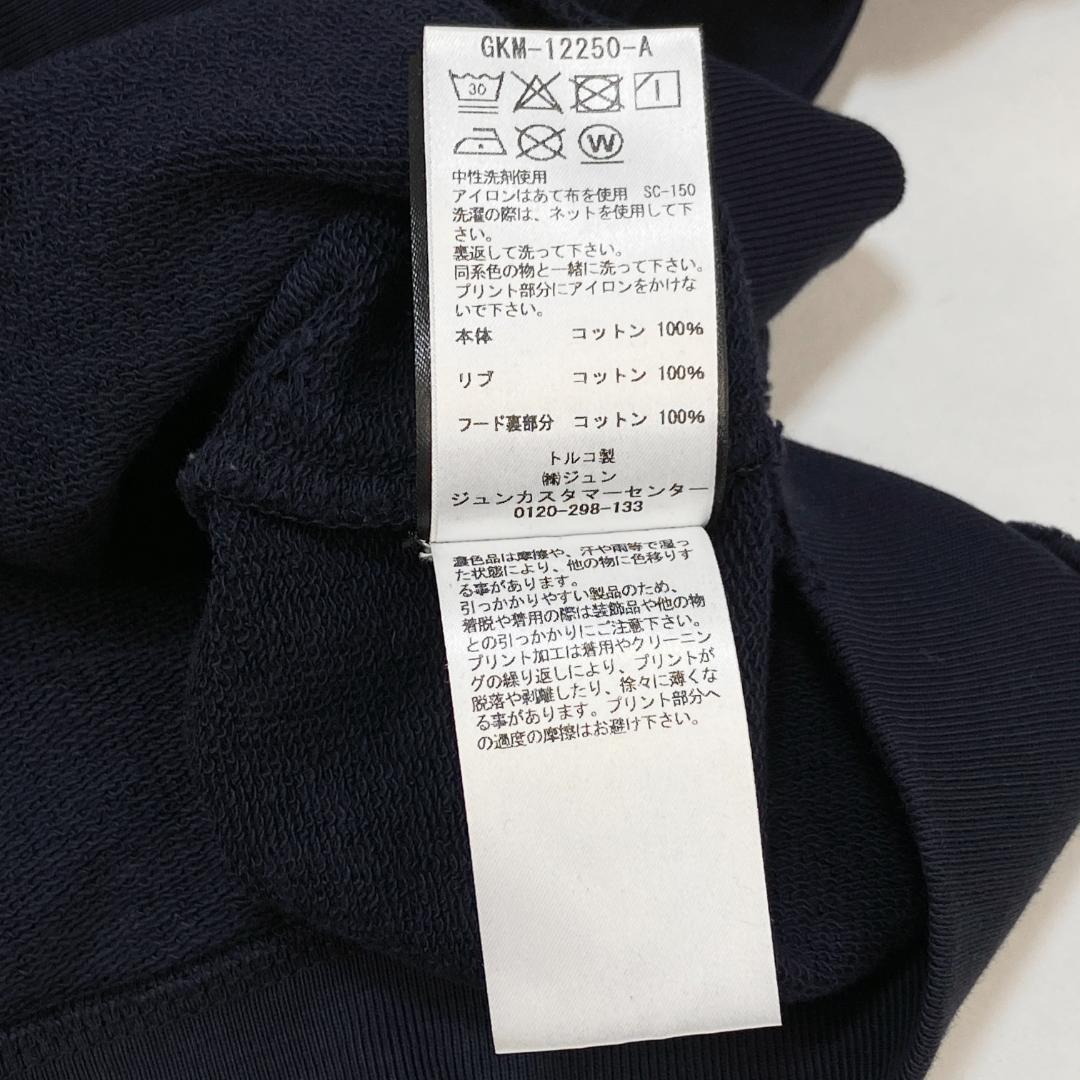 GKM-12250-A
30
W
中性洗剤使用
アイロンはあて布を使用 SC-150
洗濯の際は、ネットを使用して下
さい。
裏返して洗って下さい。
同系色の物と一緒に洗って下さい。
プリント部分にアイロンをかけな
いで下さい。
本体 コットン 100%
リブ コットン 100%
フード裏部分 コットン 100%
トルコ製
㈱ジュン
ジュンカスタマーセンター
0120-298-133
濃色品は摩擦や、汗や雨等で湿っ
た状態により、他の物に色移りす
る事があります。
引っかかりやすい製品のため、
着脱や着用の際は装飾品や他の物
との引っかかりにご注意下さい。
プリント加工は着用やクリーニン
グの繰り返しにより、プリントが
脱落や剥離したり、徐々に薄くな
る事があります。プリント部分へ
の過度の摩擦はお避け下さい。